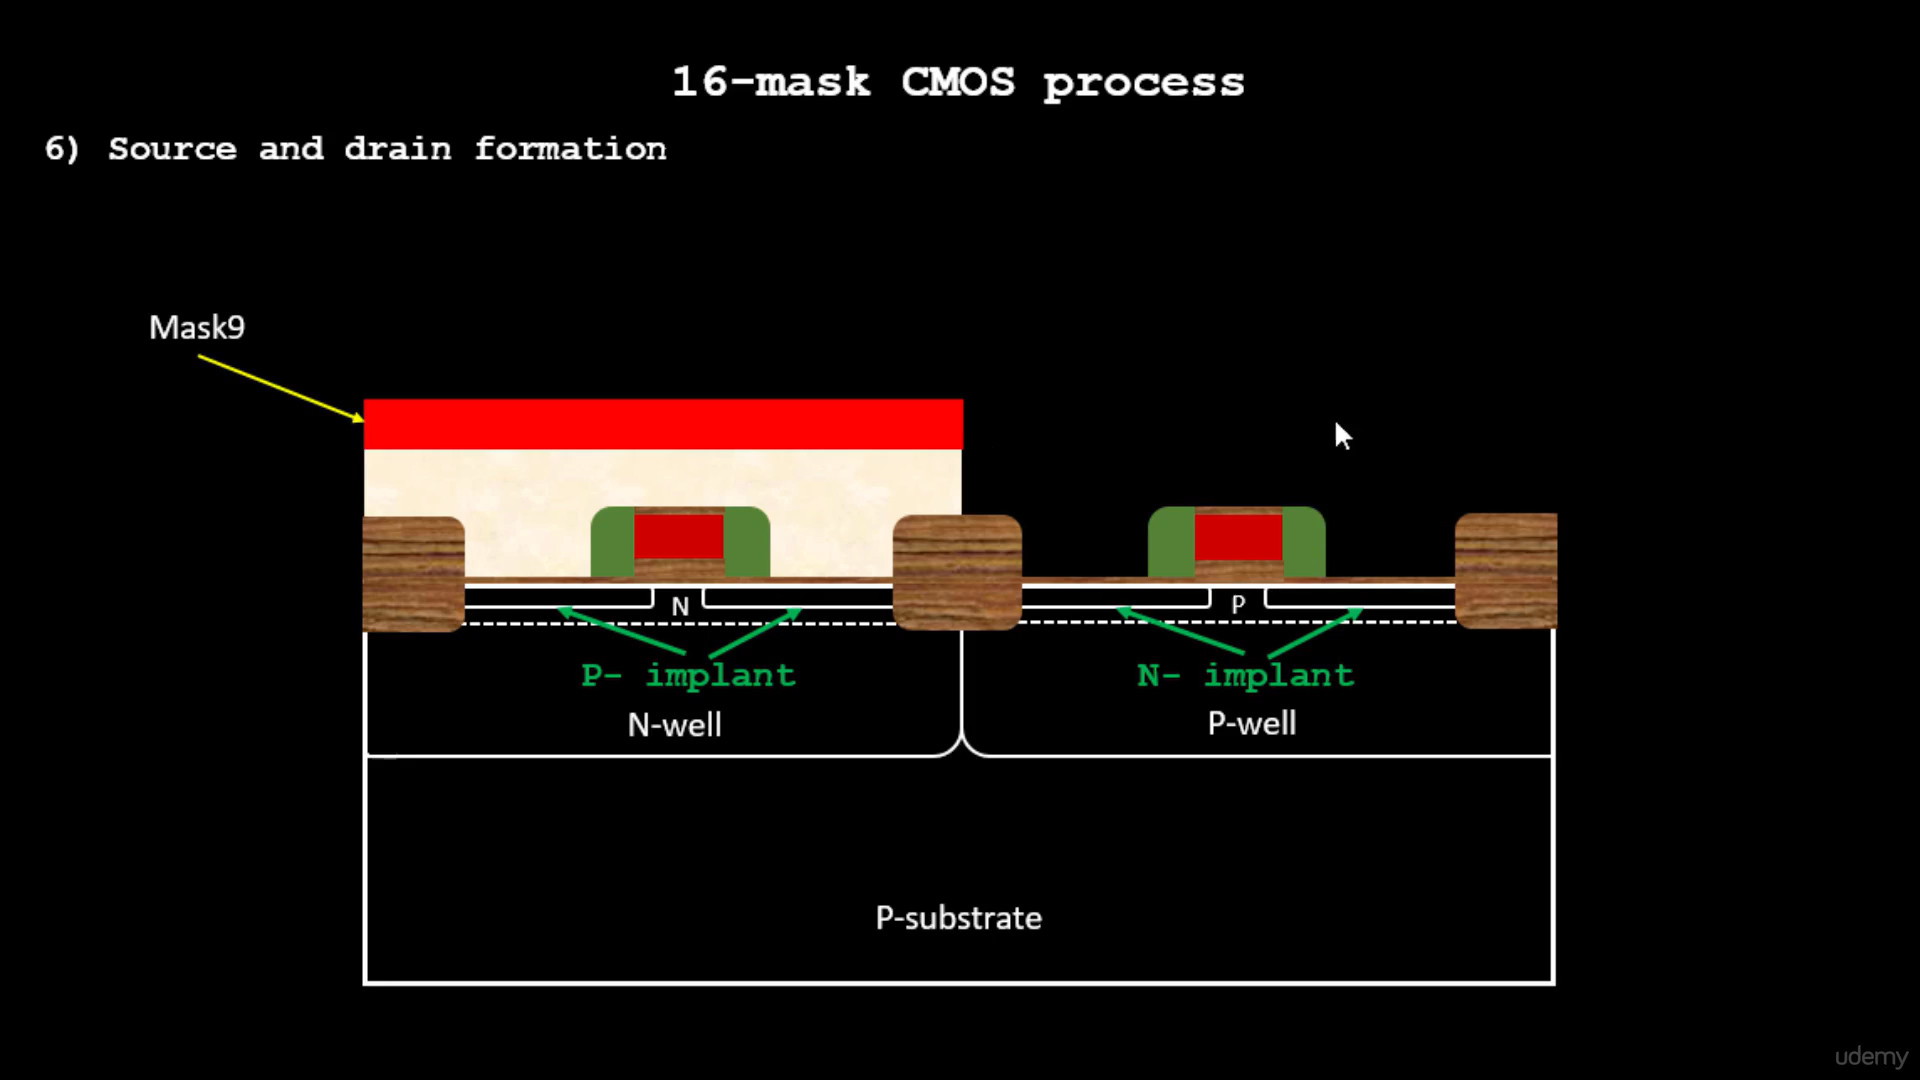 16-mask CMOS process
6) Source and drain formation
Mask9
N
P
P- implant
N- implant
N-well
P-well
P-substrate
udemy